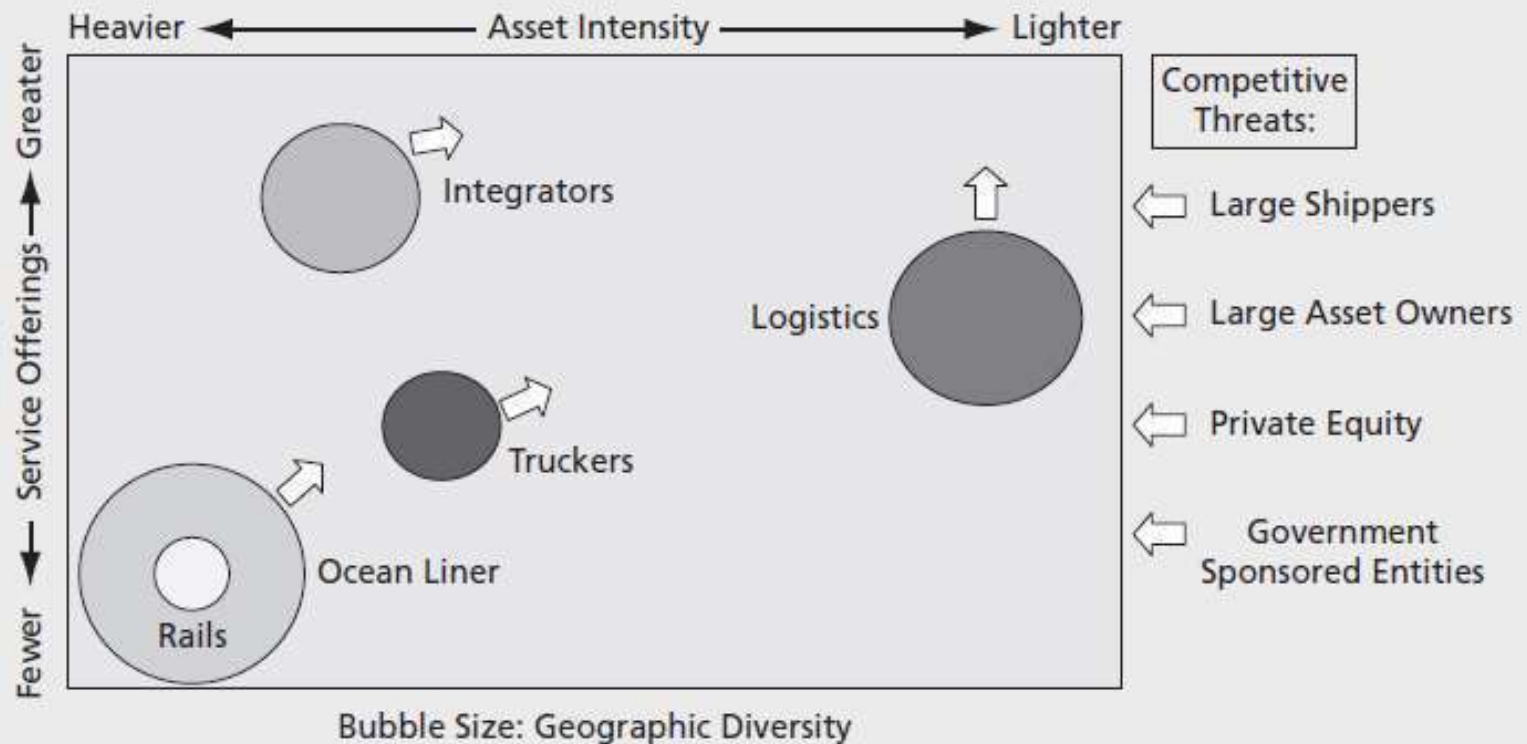 Heavier Asset Intensity Lighter
Greater
Service Offerings
Fewer
Integrators
Logistics
Truckers
Ocean Liner
Rails
Competitive
Threats:
Large Shippers
Large Asset Owners
Private Equity
Government
Sponsored Entities
Bubble Size: Geographic Diversity